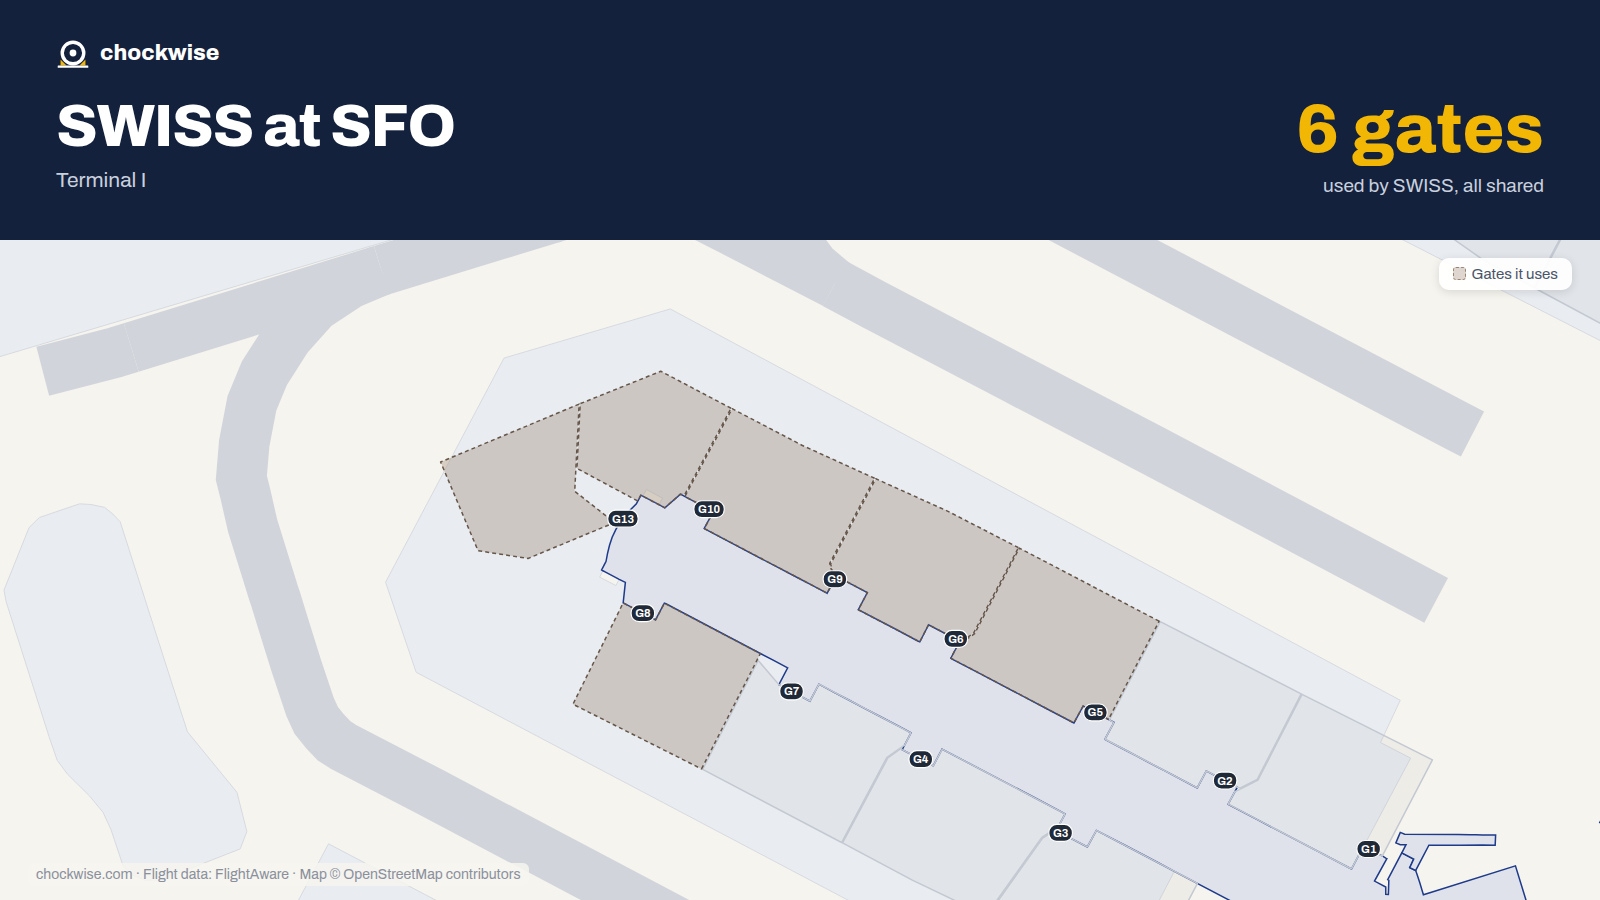 chockwise
SWISS at SFO
Terminal I
6 gates
used by SWISS, all shared
Gates it uses
G13
G10
G9
G8
G6
G7
G5
G4
G2
G3
G1
chockwise.com · Flight data: FlightAware · Map © OpenStreetMap contributors